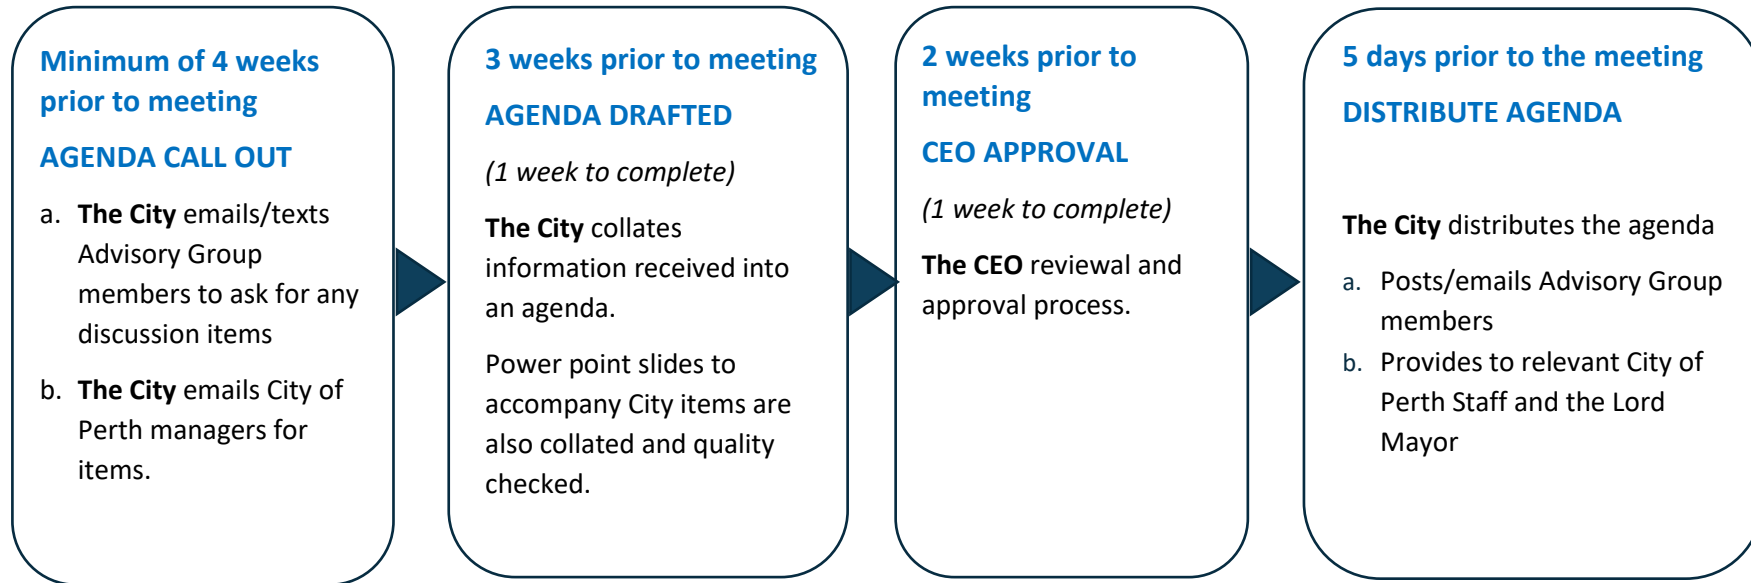 Minimum of 4 weeks
prior to meeting
AGENDA CALL OUT
a. The City emails/texts
Advisory Group
members to ask for any
discussion items
b. The City emails City of
Perth managers for
items.
3 weeks prior to meeting
AGENDA DRAFTED
(1 week to complete)
The City collates
information received into
an agenda.
Power point slides to
accompany City items are
also collated and quality
checked.
2 weeks prior to
meeting
CEO APPROVAL
(1 week to complete)
The CEO reviewal and
approval process.
5 days prior to the meeting
DISTRIBUTE AGENDA
The City distributes the agenda
a. Posts/emails Advisory Group
members
b. Provides to relevant City of
Perth Staff and the Lord
Mayor